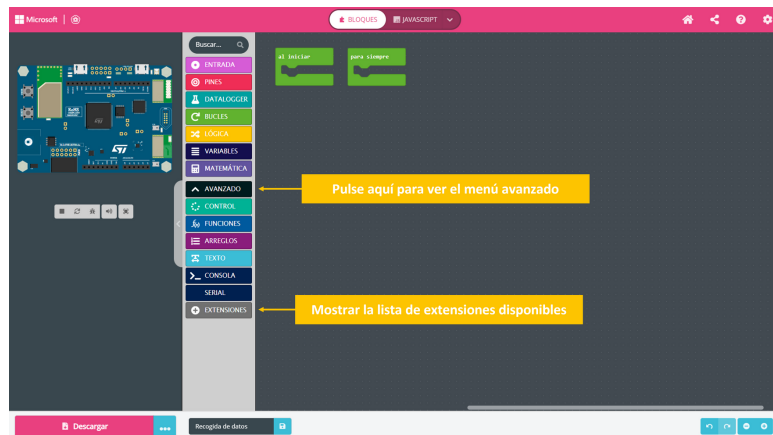 Microsoft
BLOQUES
JAVASCRIPT
Buscar...
ENTRADA
PINES
DATALOGGER
BUCLES
LÓGICA
VARIABLES
MATEMÁTICA
AVANZADO
CONTROL
FUNCIONES
ARREGLOS
TEXTO
CONSOLA
SERIAL
EXTENSIONES
al iniciar
para siempre
Pulse aquí para ver el menú avanzado
Mostrar la lista de extensiones disponibles
Descargar
Recogida de datos